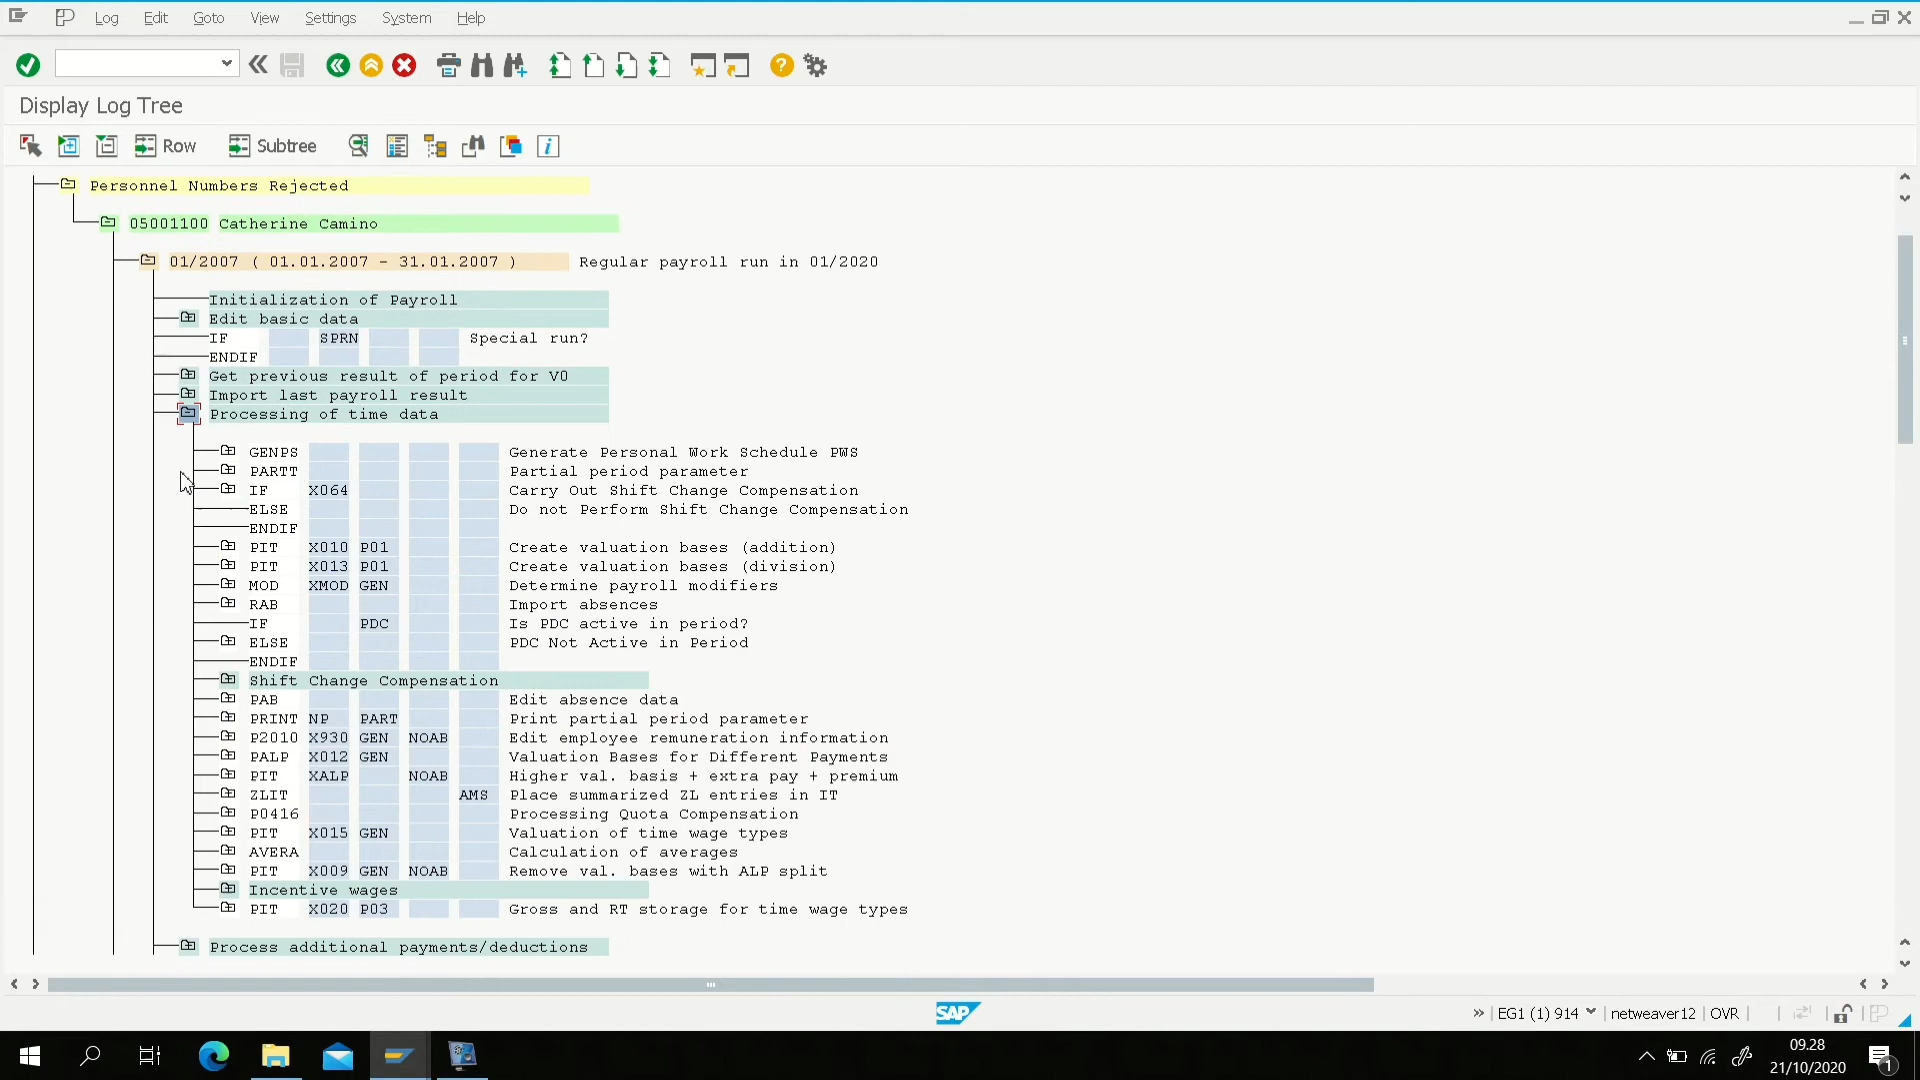 Log Edit Goto View Settings System Help
Display Log Tree
Row Subtree
Personnel Numbers Rejected
05001100 Catherine Camino
01/2007 ( 01.01.2007 - 31.01.2007 ) Regular payroll run in 01/2020
Initialization of Payroll
Edit basic data
IF SPRN Special run?
ENDIF
Get previous result of period for V0
Import last payroll result
Processing of time data
GENPS Generate Personal Work Schedule PWS
PARTT Partial period parameter
IF X064 Carry Out Shift Change Compensation
ELSE Do not Perform Shift Change Compensation
ENDIF
PIT X010 P01 Create valuation bases (addition)
PIT X013 P01 Create valuation bases (division)
MOD XMOD GEN Determine payroll modifiers
RAB Import absences
IF PDC Is PDC active in period?
ELSE PDC Not Active in Period
ENDIF
Shift Change Compensation
PAB Edit absence data
PRINT NP PART Print partial period parameter
P2010 X930 GEN NOAB Edit employee remuneration information
PALP X012 GEN Valuation Bases for Different Payments
PIT XALP NOAB Higher val. basis + extra pay + premium
ZLIT AMS Place summarized ZL entries in IT
P0416 Processing Quota Compensation
PIT X015 GEN Valuation of time wage types
AVERA Calculation of averages
PIT X009 GEN NOAB Remove val. bases with ALP split
Incentive wages
PIT X020 P03 Gross and RT storage for time wage types
Process additional payments/deductions
SAP EG1 (1) 914 netweaver12 OVR
09.28
21/10/2020
1